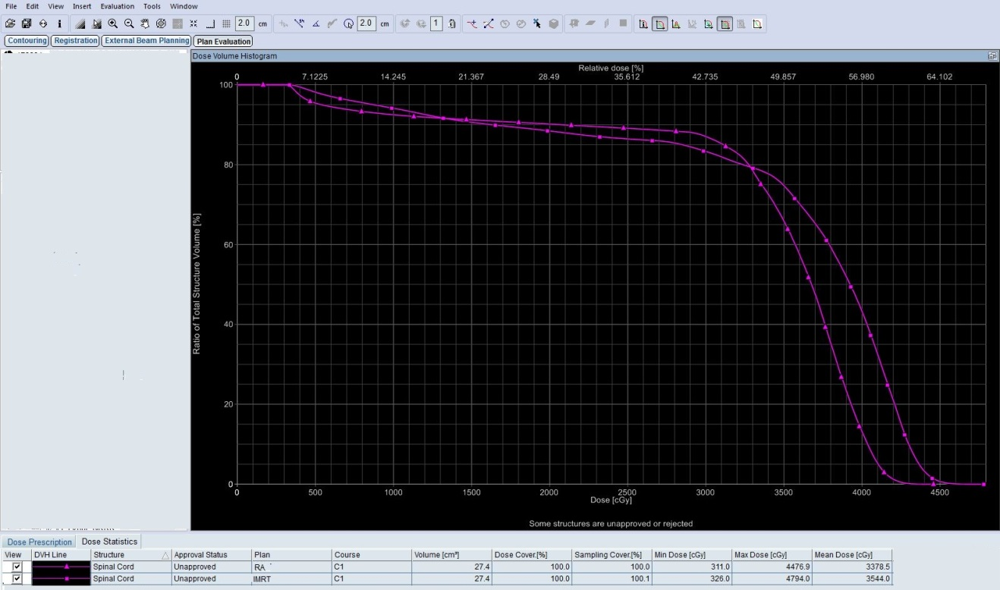 File Edit View Insert Evaluation Tools Window
2.0 cm 2.0 cm 1
Contouring Registration External Beam Planning Plan Evaluation
Dose Volume Histogram
Relative dose [%]
0 7.1225 14.245 21.367 28.49 35.612 42.735 49.857 56.980 64.102
100
80
60
40
20
0
Ratio of Total Structure Volume [%]
0 500 1000 1500 2000 2500 3000 3500 4000 4500
Dose [cGy]
Some structures are unapproved or rejected
Dose Prescription Dose Statistics
View DVH Line Structure Approval Status Plan Course Volume [cm³] Dose Cover.[%] Sampling Cover.[%] Min Dose [cGy] Max Dose [cGy] Mean Dose [cGy]
Spinal Cord Unapproved RA C1 27.4 100.0 100.0 311.0 4476.9 3378.5
Spinal Cord Unapproved IMRT C1 27.4 100.0 100.1 326.0 4794.0 3544.0